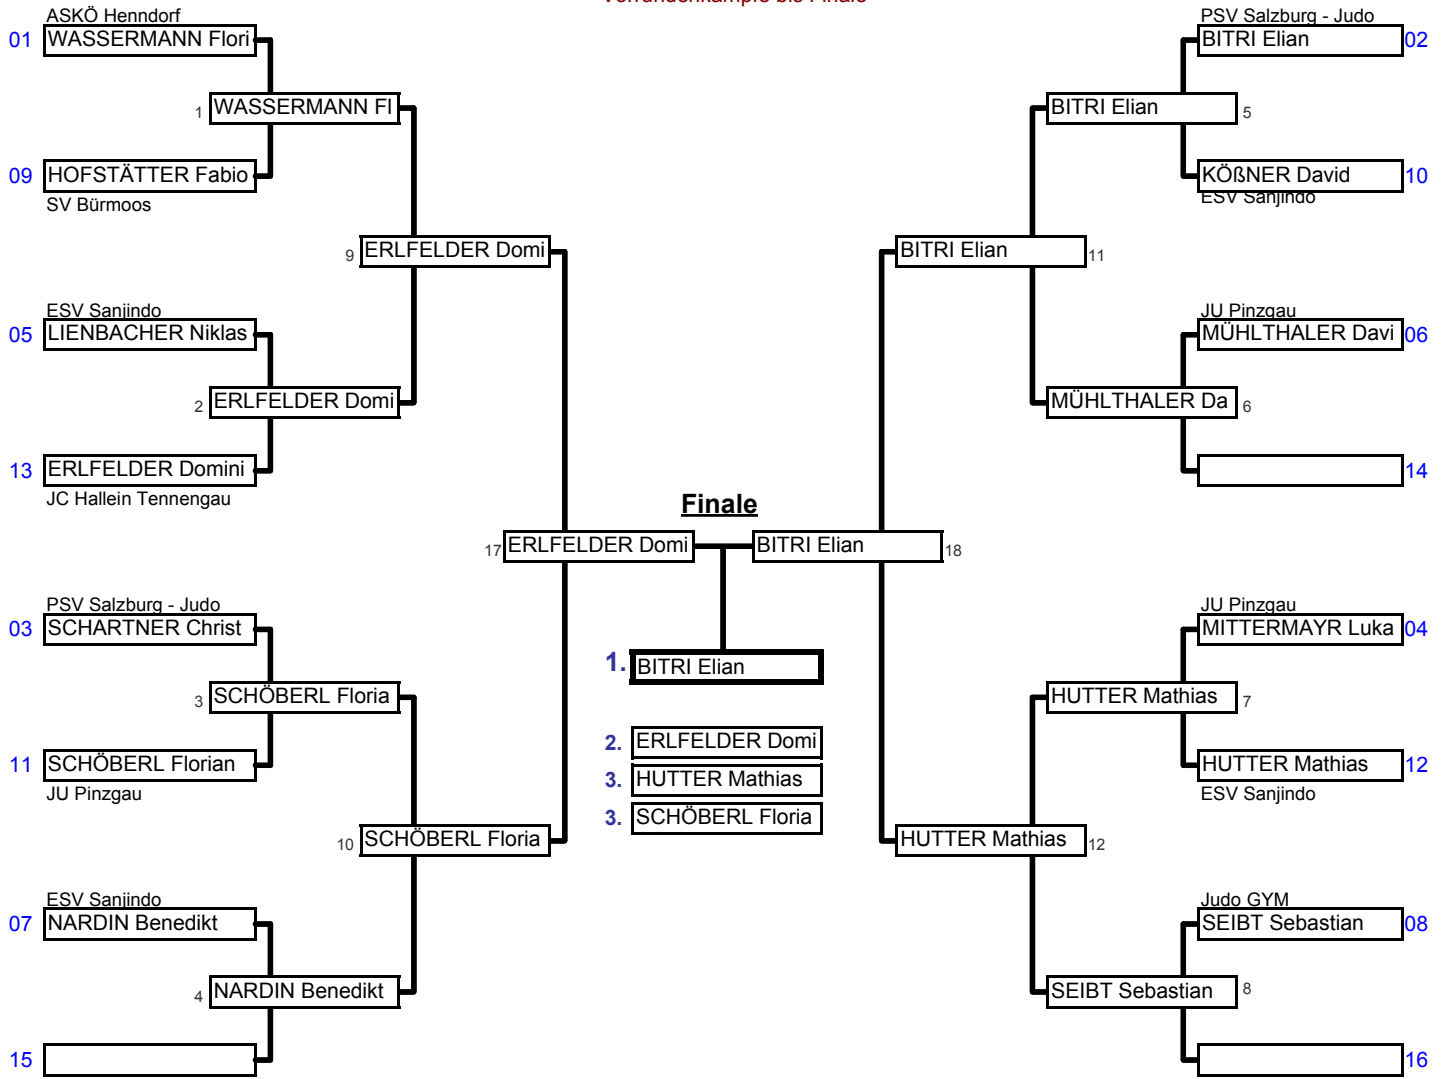 Vorrundenkämpfe bis Finale
ASKÖ Henndorf
01 WASSERMANN Flori
1 WASSERMANN Fl
09 HOFSTÄTTER Fabio
SV Bürmoos
9 ERLFELDER Domi
ESV Sanjindo
05 LIENBACHER Niklas
2 ERLFELDER Domi
13 ERLFELDER Domini
JC Hallein Tennengau
17 ERLFELDER Domi
PSV Salzburg - Judo
03 SCHARTNER Christ
3 SCHÖBERL Floria
11 SCHÖBERL Florian
JU Pinzgau
10 SCHÖBERL Floria
ESV Sanjindo
07 NARDIN Benedikt
4 NARDIN Benedikt
15
Finale
1. BITRI Elian
2. ERLFELDER Domi
3. HUTTER Mathias
3. SCHÖBERL Floria
PSV Salzburg - Judo
BITRI Elian 02
BITRI Elian 5
KÖßNER David 10
ESV Sanjindo
BITRI Elian 11
JU Pinzgau
MÜHLTHALER Davi 06
MÜHLTHALER Da 6
14
BITRI Elian 18
JU Pinzgau
MITTERMAYR Luka 04
HUTTER Mathias 7
HUTTER Mathias 12
ESV Sanjindo
HUTTER Mathias 12
Judo GYM
SEIBT Sebastian 08
SEIBT Sebastian 8
16